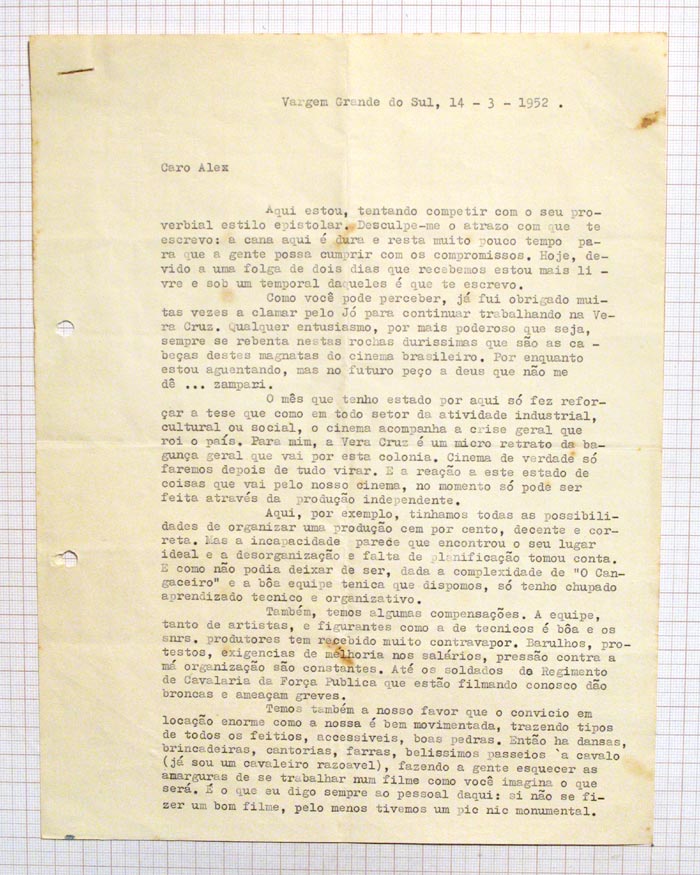 Vargem Grande do Sul, 14 - 3 - 1952 .
Caro Alex
Aqui estou, tentando competir com o seu pro-
verbial estilo epistolar. Desculpe-me o atrazo com que te
escrevo: a cana aqui é dura e resta muito pouco tempo pa-
ra que a gente possa cumprir com os compromissos. Hoje, de-
vido a uma folga de dois dias que recebemos estou mais li -
vre e sob um temporal daqueles é que te escrevo.
Como você pode perceber, já fui obrigado mui-
tas vezes a clamar pelo Jó para continuar trabalhando na Ve-
ra Cruz. Qualquer entusiasmo, por mais poderoso que seja,
sempre se rebenta nestas rochas durissimas que são as ca -
beças destes magnatas do cinema brasileiro. Por enquanto
estou aguentando, mas no futuro peço a deus que não me
dê ... zampari.
O mês que tenho estado por aqui só fez refor-
çar a tese que como em todo setor da atividade industrial,
cultural ou social, o cinema acompanha a crise geral que
roi o país. Para mim, a Vera Cruz é um micro retrato da ba-
gunça geral que vai por esta colonia. Cinema de verdade só
faremos depois de tudo virar. E a reação a este estado de
coisas que vai pelo nosso cinema, no momento só pode ser
feita através da produção independente.
Aqui, por exemplo, tinhamos todas as possibili-
dades de organizar uma produção cem por cento, decente e cor-
reta. Mas a incapacidade parece que encontrou o seu lugar
ideal e a desorganização e falta de planificação tomou conta.
E como não podia deixar de ser, dada a complexidade de "O Can-
gaceiro" e a bôa equipe tenica que dispomos, só tenho chupado
aprendizado tecnico e organizativo.
Também, temos algumas compensações. A equipe,
tanto de artistas, e figurantes como a de tecnicos é bôa e os
snrs. produtores tem recebido muito contravapor. Barulhos, pro-
testos, exigencias de melhoria nos salários, pressão contra a
má organização são constantes. Até os soldados do Regimento
de Cavalaria da Força Publica que estão filmando conosco dão
broncas e ameaçam greves.
Temos também a nosso favor que o convicio em
locação enorme como a nossa é bem movimentada, trazendo tipos
de todos os feitios, accessiveis, boas pedras. Então ha dansas,
brincadeiras, cantorias, farras, belissimos passeios `a cavalo
(já sou um cavaleiro razoavel), fazendo a gente esquecer as
amarguras de se trabalhar num filme como você imagina o que
será. É o que eu digo sempre ao pessoal daqui: si não se fi-
zer um bom filme, pelo menos tivemos um pic nic monumental.